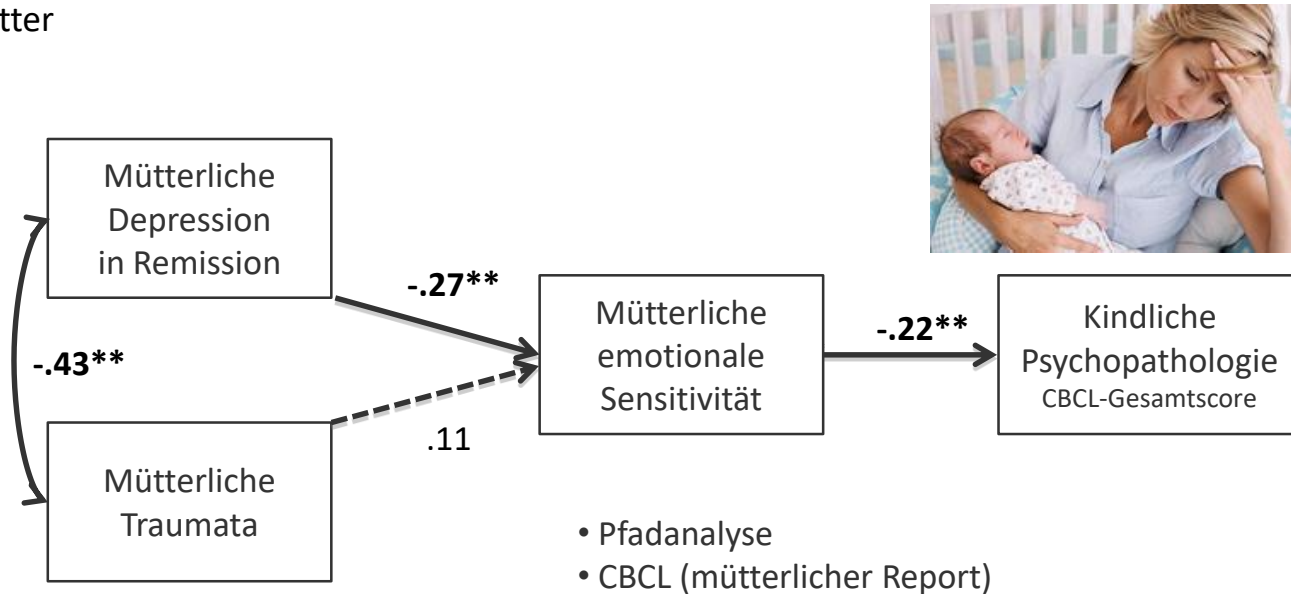 tter
Mütterliche
Depression
in Remission
-.27**
-.43**
Mütterliche
emotionale
Sensitivität
-.22**
Kindliche
Psychopathologie
CBCL-Gesamtscore
.11
Mütterliche
Traumata
• Pfadanalyse
• CBCL (mütterlicher Report)